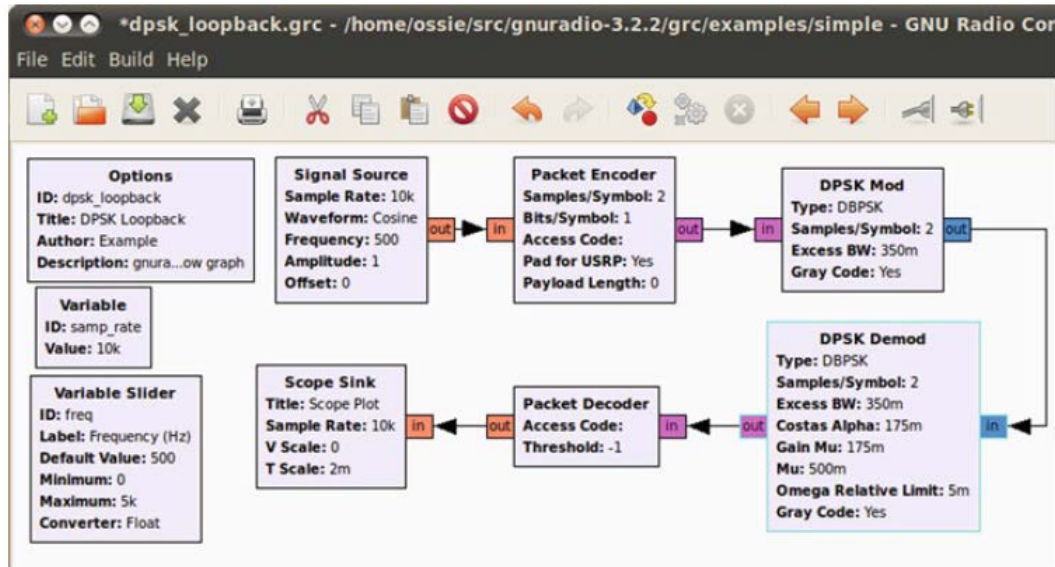 *dpsk_loopback.grc - /home/ossie/src/gnuradio-3.2.2/grc/examples/simple - GNU Radio Cor
File Edit Build Help
Options
ID: dpsk_loopback
Title: DPSK Loopback
Author: Example
Description: gnura...ow graph
Variable
ID: samp_rate
Value: 10k
Variable Slider
ID: freq
Label: Frequency (Hz)
Default Value: 500
Minimum: 0
Maximum: 5k
Converter: Float
Signal Source
Sample Rate: 10k
Waveform: Cosine
Frequency: 500
Amplitude: 1
Offset: 0
out
in
Packet Encoder
Samples/Symbol: 2
Bits/Symbol: 1
Access Code:
Pad for USRP: Yes
Payload Length: 0
out
in
DPSK Mod
Type: DBPSK
Samples/Symbol: 2
Excess BW: 350m
Gray Code: Yes
out
DPSK Demod
Type: DBPSK
Samples/Symbol: 2
Excess BW: 350m
Costas Alpha: 175m
Gain Mu: 175m
Mu: 500m
Omega Relative Limit: 5m
Gray Code: Yes
in
out
Packet Decoder
Access Code:
Threshold: -1
in
out
Scope Sink
Title: Scope Plot
Sample Rate: 10k
V Scale: 0
T Scale: 2m
in